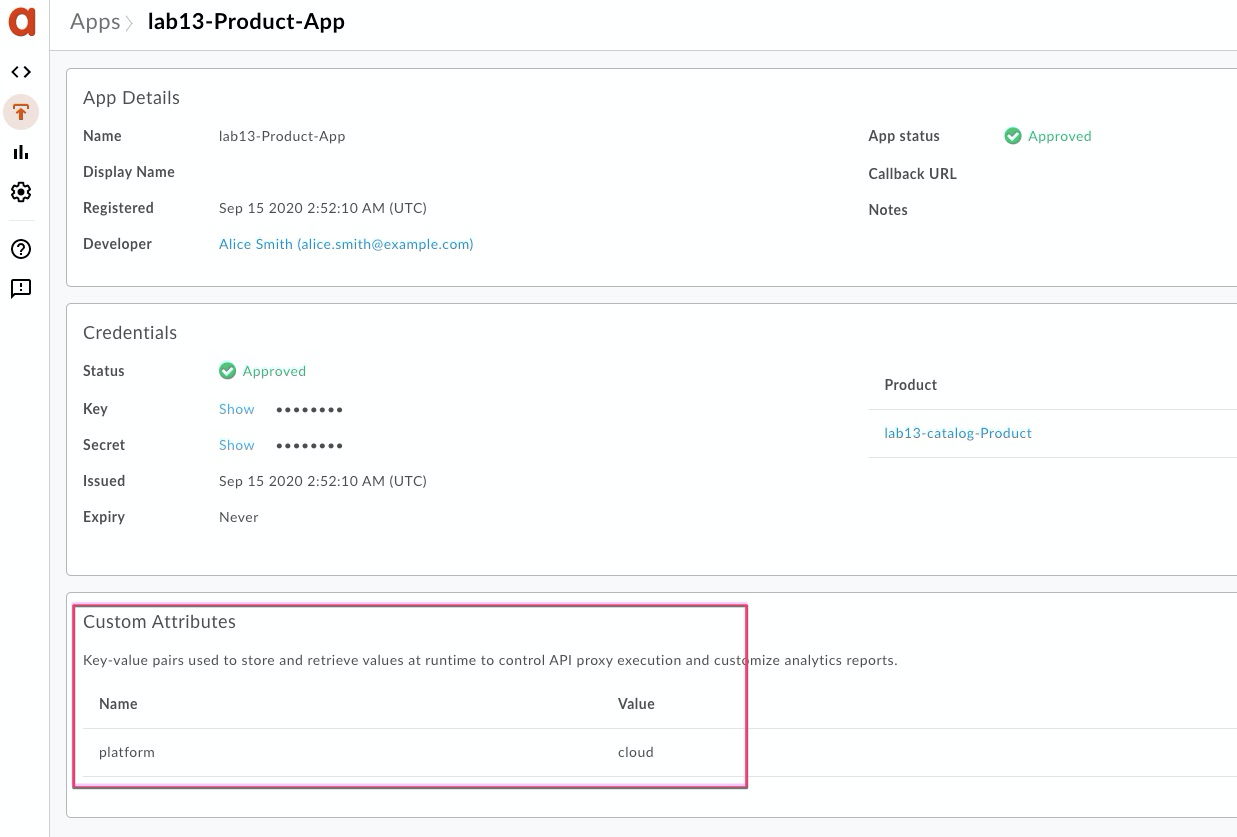 a
Apps lab13-Product-App
App Details
Name lab13-Product-App
Display Name
Registered Sep 15 2020 2:52:10 AM (UTC)
Developer Alice Smith (alice.smith@example.com)
App status Approved
Callback URL
Notes
Credentials
Status Approved
Key Show ••••••••
Secret Show ••••••••
Issued Sep 15 2020 2:52:10 AM (UTC)
Expiry Never
Product
lab13-catalog-Product
Custom Attributes
Key-value pairs used to store and retrieve values at runtime to control API proxy execution and customize analytics reports.
Name Value
platform cloud